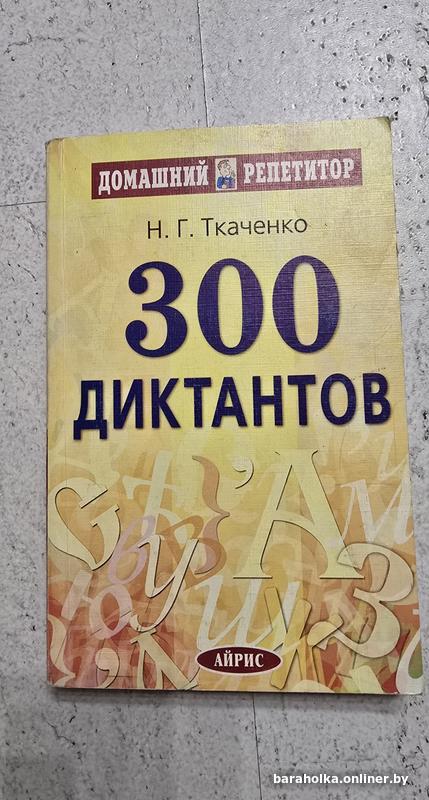 ДОМАШНИЙ РЕПЕТИТОР
Н. Г. Ткаченко
300
ДИКТАНТОВ
АЙРИС
baraholka.onliner.by